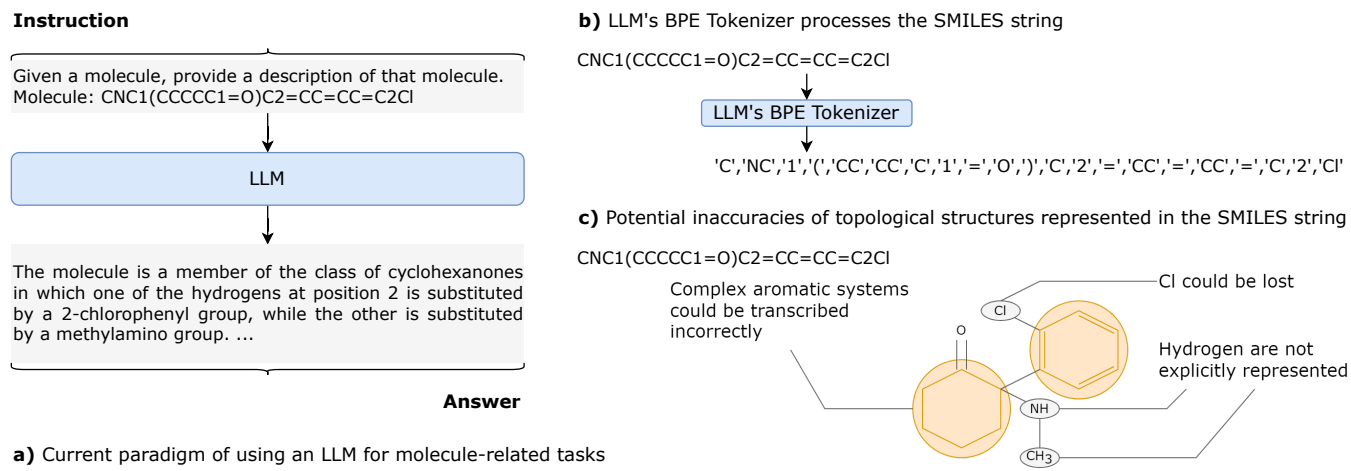 Instruction
Given a molecule, provide a description of that molecule.
Molecule: CNC1(CCCCC1=O)C2=CC=CC=C2Cl
LLM
The molecule is a member of the class of cyclohexanones
in which one of the hydrogens at position 2 is substituted
by a 2-chlorophenyl group, while the other is substituted
by a methylamino group. ...
Answer
a) Current paradigm of using an LLM for molecule-related tasks
b) LLM's BPE Tokenizer processes the SMILES string
CNC1(CCCCC1=O)C2=CC=CC=C2Cl
LLM's BPE Tokenizer
'C','NC','1','(','CC','CC','C','1','=','O',')','C','2','=','CC','=','CC','=','C','2','Cl'
c) Potential inaccuracies of topological structures represented in the SMILES string
CNC1(CCCCC1=O)C2=CC=CC=C2Cl
Complex aromatic systems
could be transcribed
incorrectly
Cl could be lost
Cl
O
Hydrogen are not
explicitly represented
NH
CH3